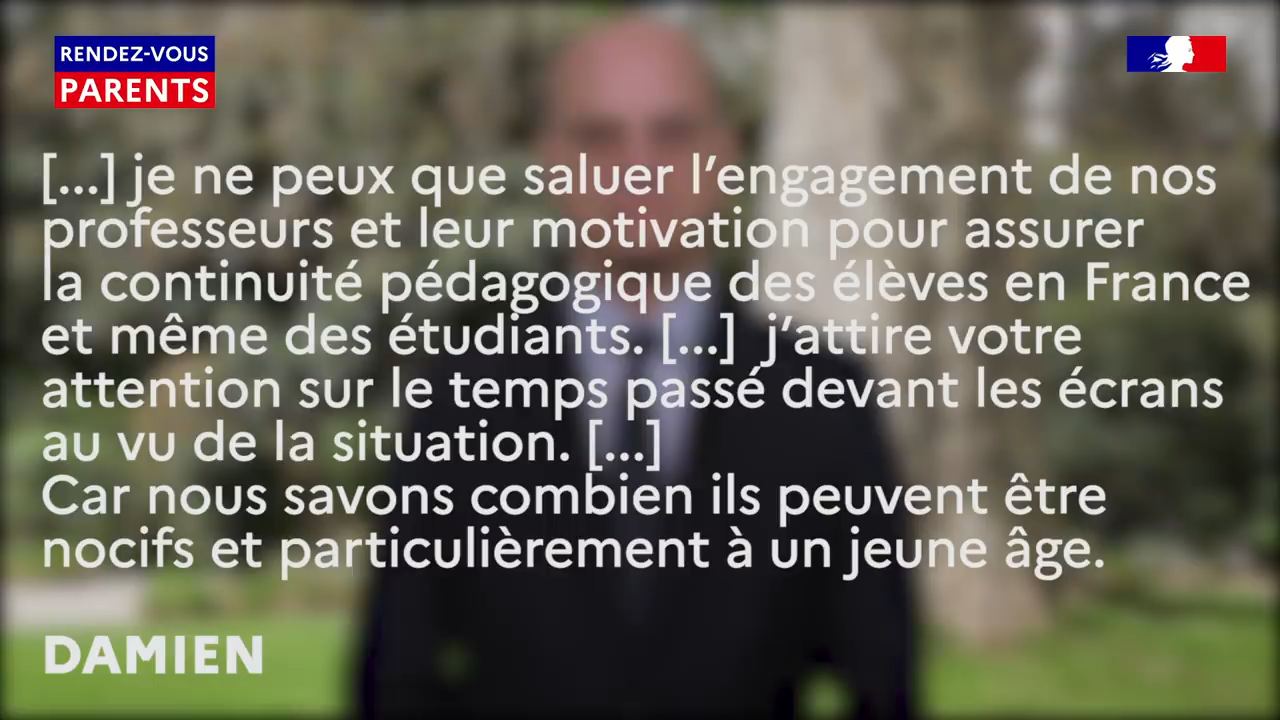 RENDEZ-VOUS
PARENTS
[...] je ne peux que saluer l’engagement de nos
professeurs et leur motivation pour assurer
la continuité pédagogique des élèves en France
et même des étudiants. [...] j’attire votre
attention sur le temps passé devant les écrans
au vu de la situation. [...]
Car nous savons combien ils peuvent être
nocifs et particulièrement à un jeune âge.
DAMIEN